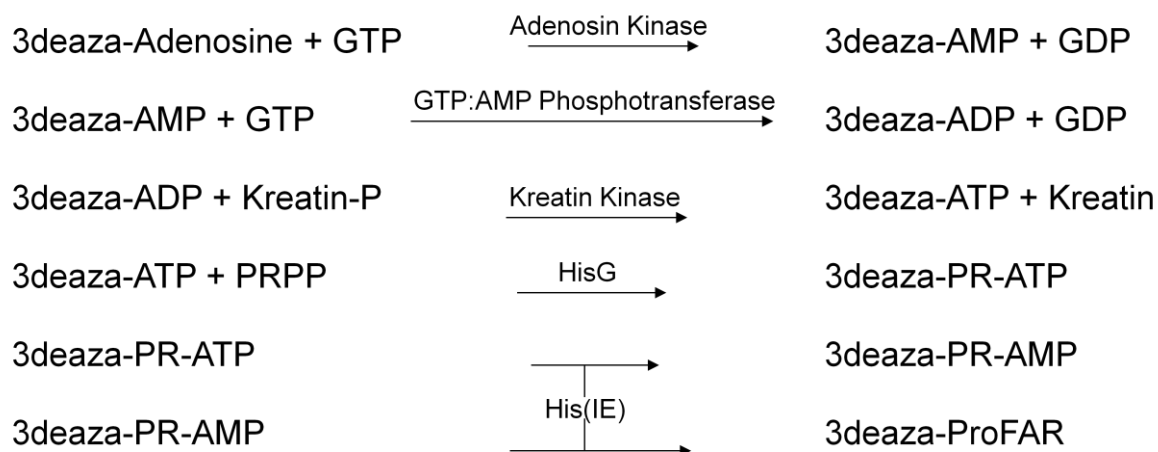 3deaza-Adenosine + GTP Adenosin Kinase 3deaza-AMP + GDP
3deaza-AMP + GTP GTP:AMP Phosphotransferase 3deaza-ADP + GDP
3deaza-ADP + Kreatin-P Kreatin Kinase 3deaza-ATP + Kreatin
3deaza-ATP + PRPP HisG 3deaza-PR-ATP
3deaza-PR-ATP 3deaza-PR-AMP
His(IE)
3deaza-PR-AMP 3deaza-ProFAR